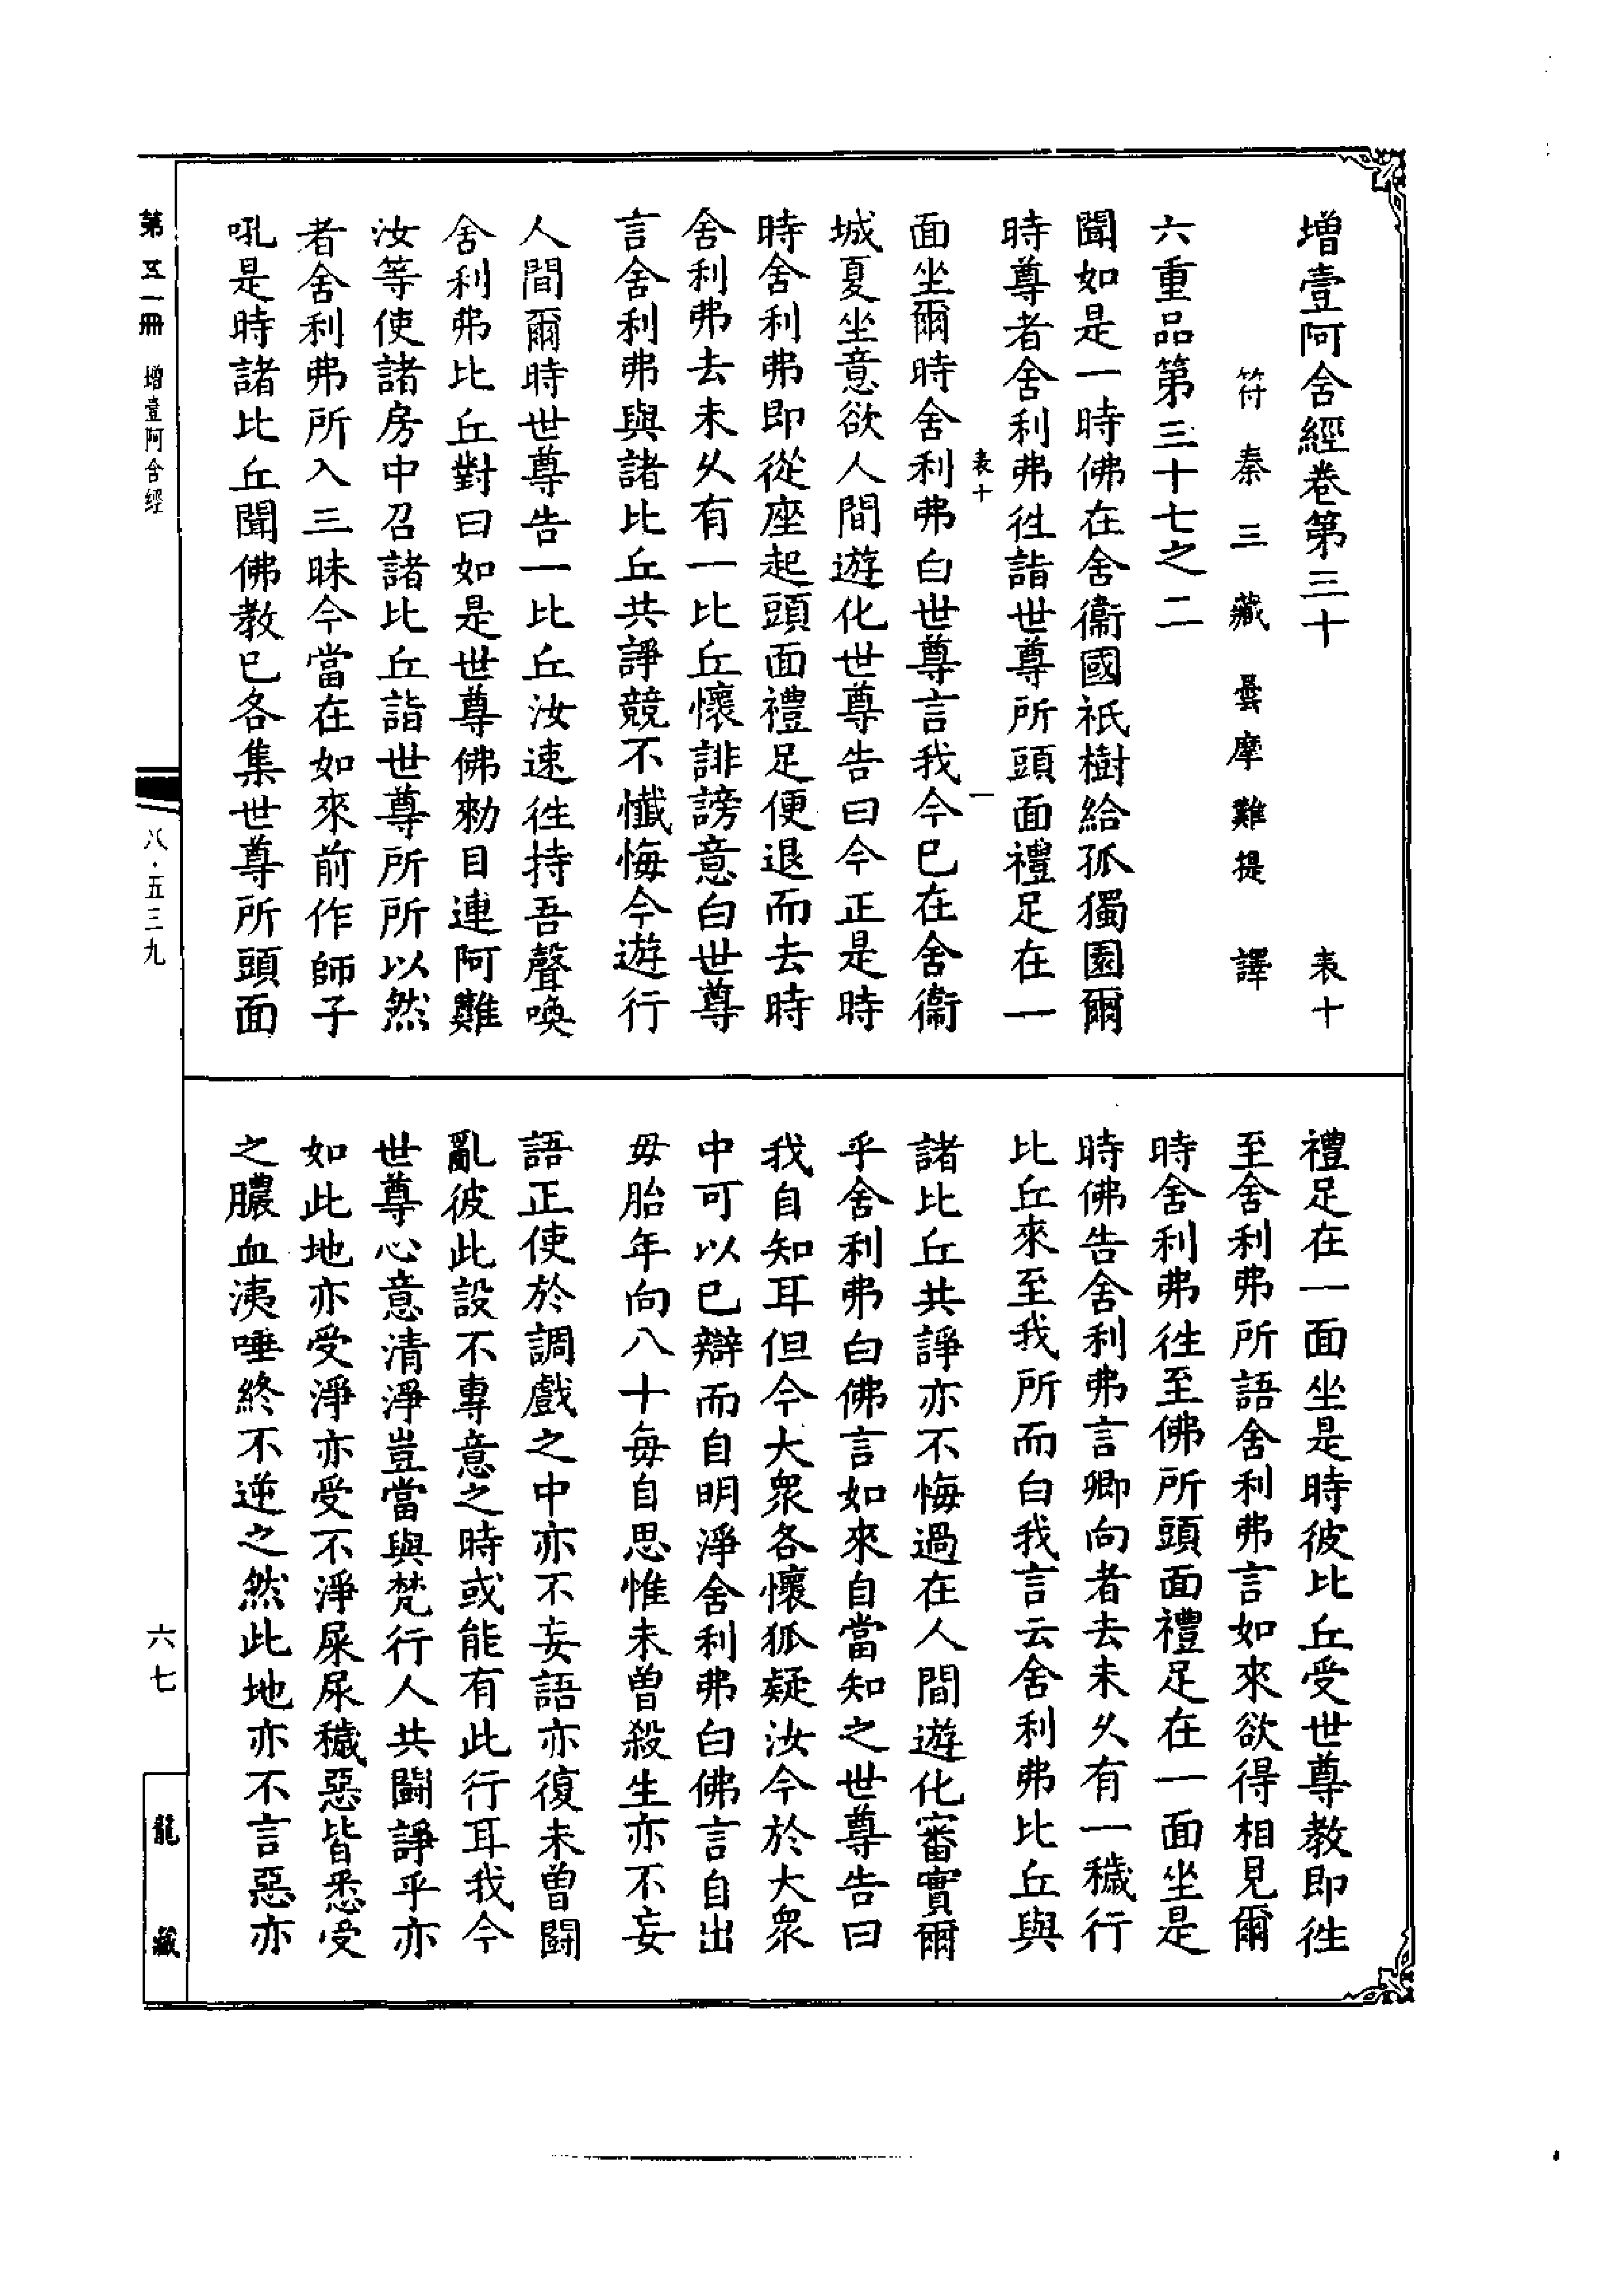 增壹阿含經卷第三十　表十
符秦三藏曇摩難提　譯
六重品第三十七之二
聞如是一時佛在舍衞國祇樹給孤獨園爾
時尊者舍利弗徃詣世尊所頭面禮足在一
表十　一
面坐爾時舍利弗白世尊言我今已在舍衞
城夏坐意欲人間遊化世尊告曰今正是時
時舍利弗即從座起頭面禮足便退而去時
舍利弗去未久有一比丘懷誹謗意白世尊
言舍利弗與諸比丘共諍競不懺悔今遊行
人間爾時世尊告一比丘汝速徃持吾聲喚
舍利弗比丘對曰如是世尊佛勑目連阿難
汝等使諸房中召諸比丘詣世尊所所以然
者舍利弗所入三昧今當在如來前作師子
吼是時諸比丘聞佛教已各集世尊所頭面
禮足在一面坐是時彼比丘受世尊教即徃
至舍利弗所語舍利弗言如來欲得相見爾
時舍利弗徃至佛所頭面禮足在一面坐是
時佛告舍利弗言卿向者去未久有一穢行
比丘來至我所而白我言云舍利弗比丘與
諸比丘共諍亦不悔過在人間遊化審實爾
乎舍利弗白佛言如來自當知之世尊告曰
我自知耳但今大衆各懷狐疑汝今於大衆
中可以已辯而自明淨舍利弗白佛言自出
毋胎年向八十每自思惟未曾殺生亦不妄
語正使於調戲之中亦不妄語亦復未曾鬪
亂彼此設不專意之時或能有此行耳我今
世尊心意清淨豈當與梵行人共鬪諍乎亦
如此地亦受淨亦受不淨屎尿穢惡皆悉受
之膿血洟唾終不逆之然此地亦不言惡亦
第五一冊　增壹阿含經
八·五三九
六七
龍藏